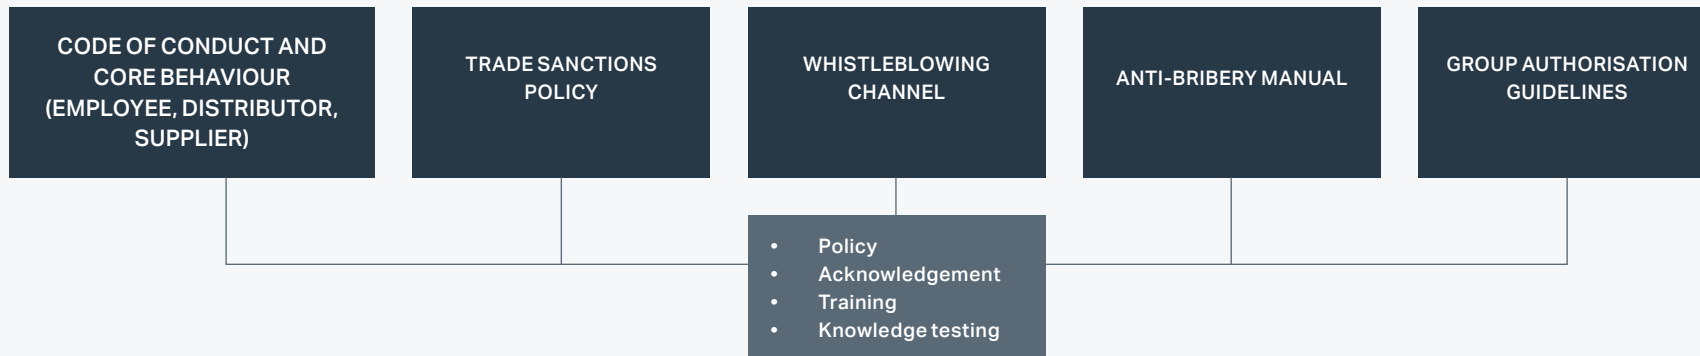 CODE OF CONDUCT AND
CORE BEHAVIOUR
(EMPLOYEE, DISTRIBUTOR,
SUPPLIER)
TRADE SANCTIONS
POLICY
WHISTLEBLOWING
CHANNEL
ANTI-BRIBERY MANUAL
GROUP AUTHORISATION
GUIDELINES
• Policy
• Acknowledgement
• Training
• Knowledge testing